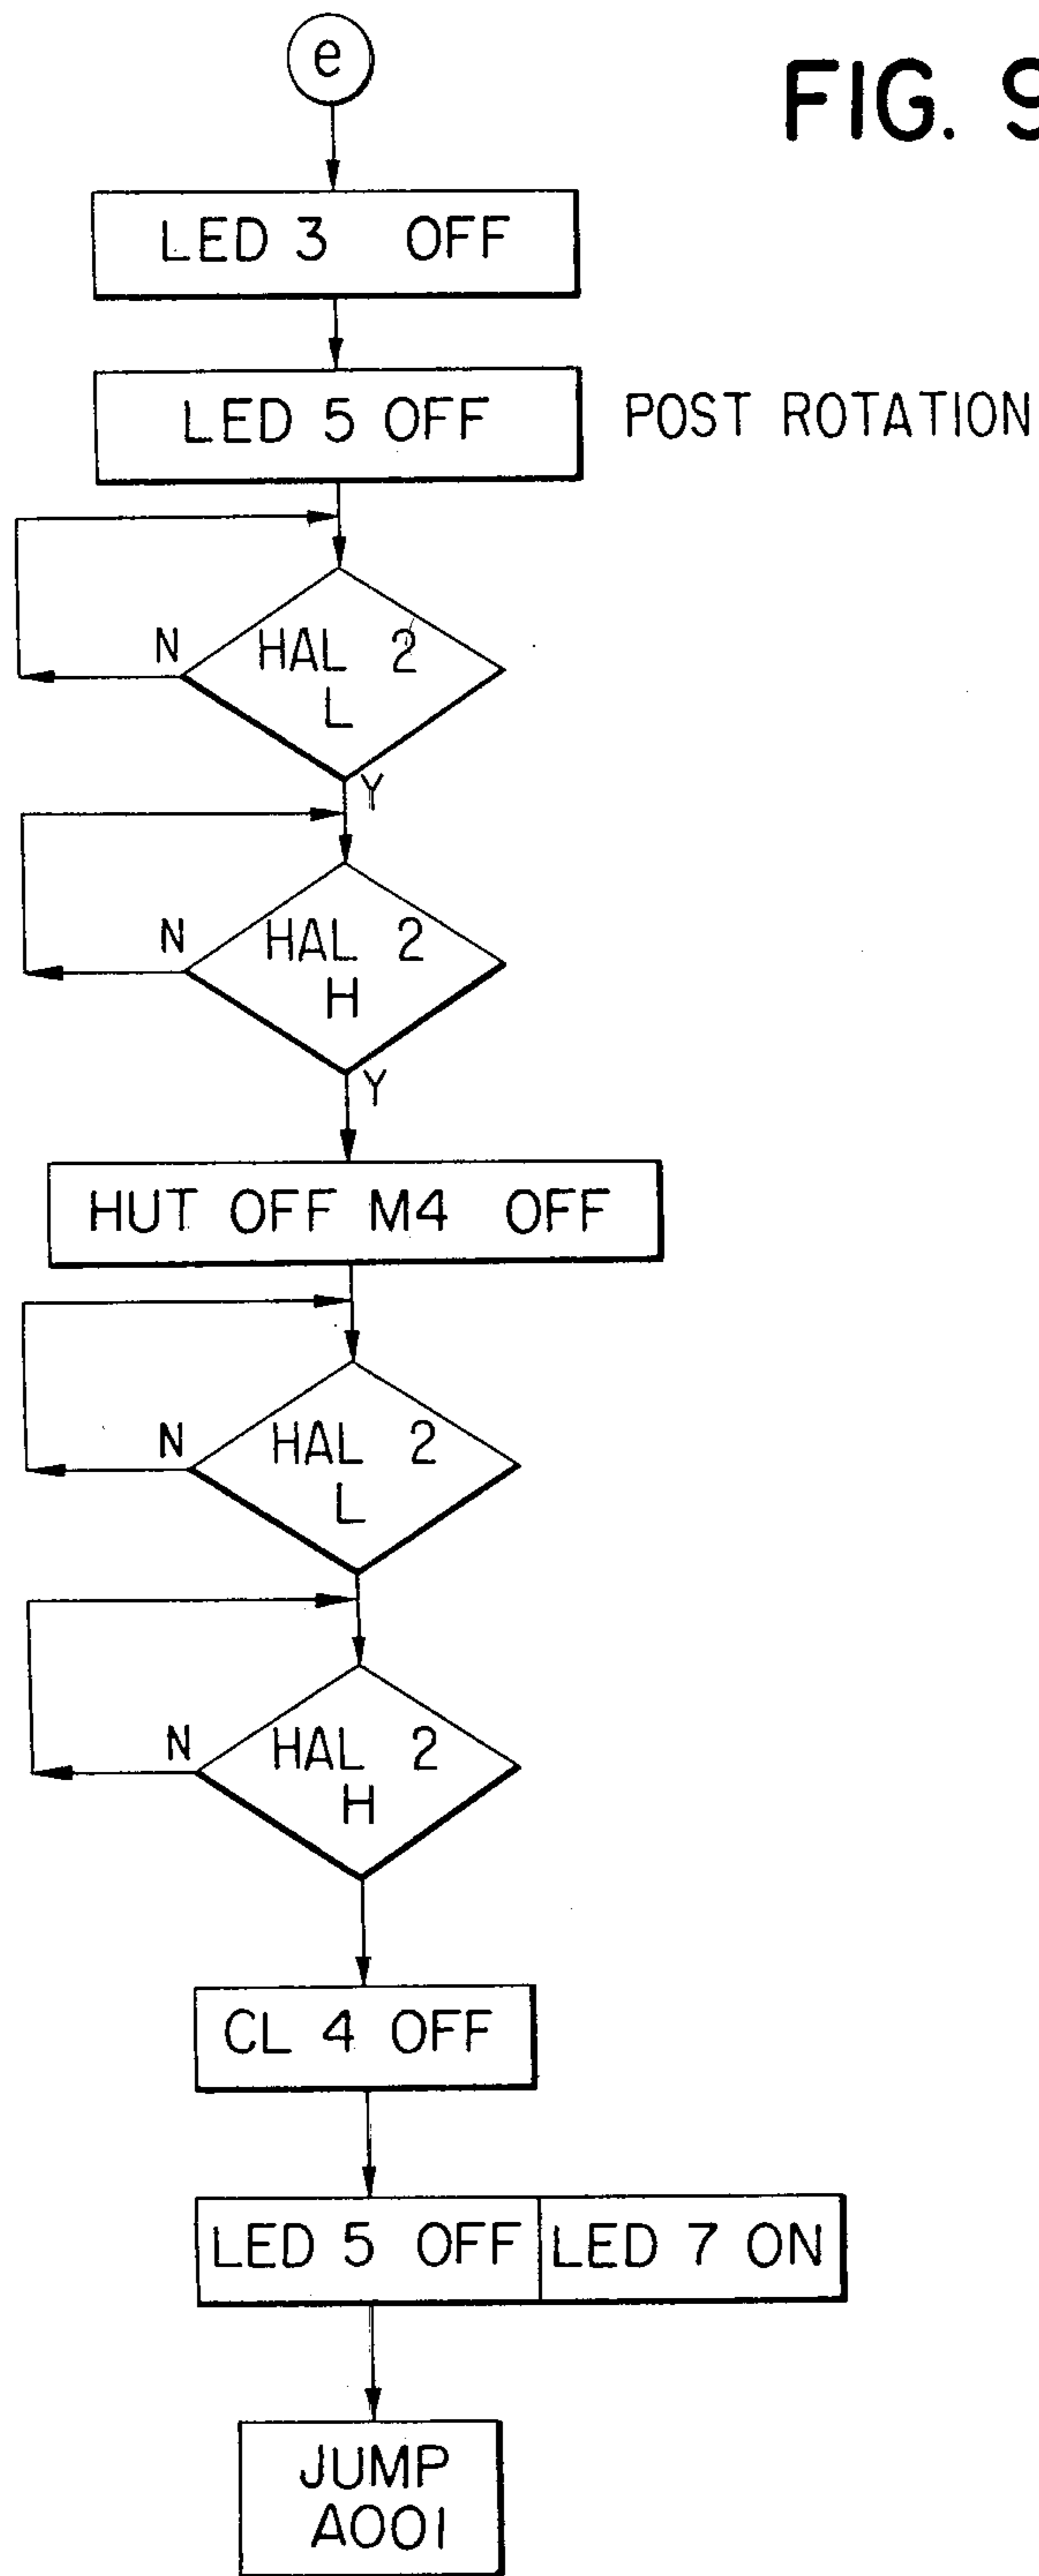 e
FIG. 9
LED 3 OFF
LED 5 OFF
POST ROTATION
N
HAL 2
L
Y
N
HAL 2
H
Y
HUT OFF M4 OFF
N
HAL 2
L
N
HAL 2
H
CL 4 OFF
LED 5 OFF
LED 7 ON
JUMP
A001